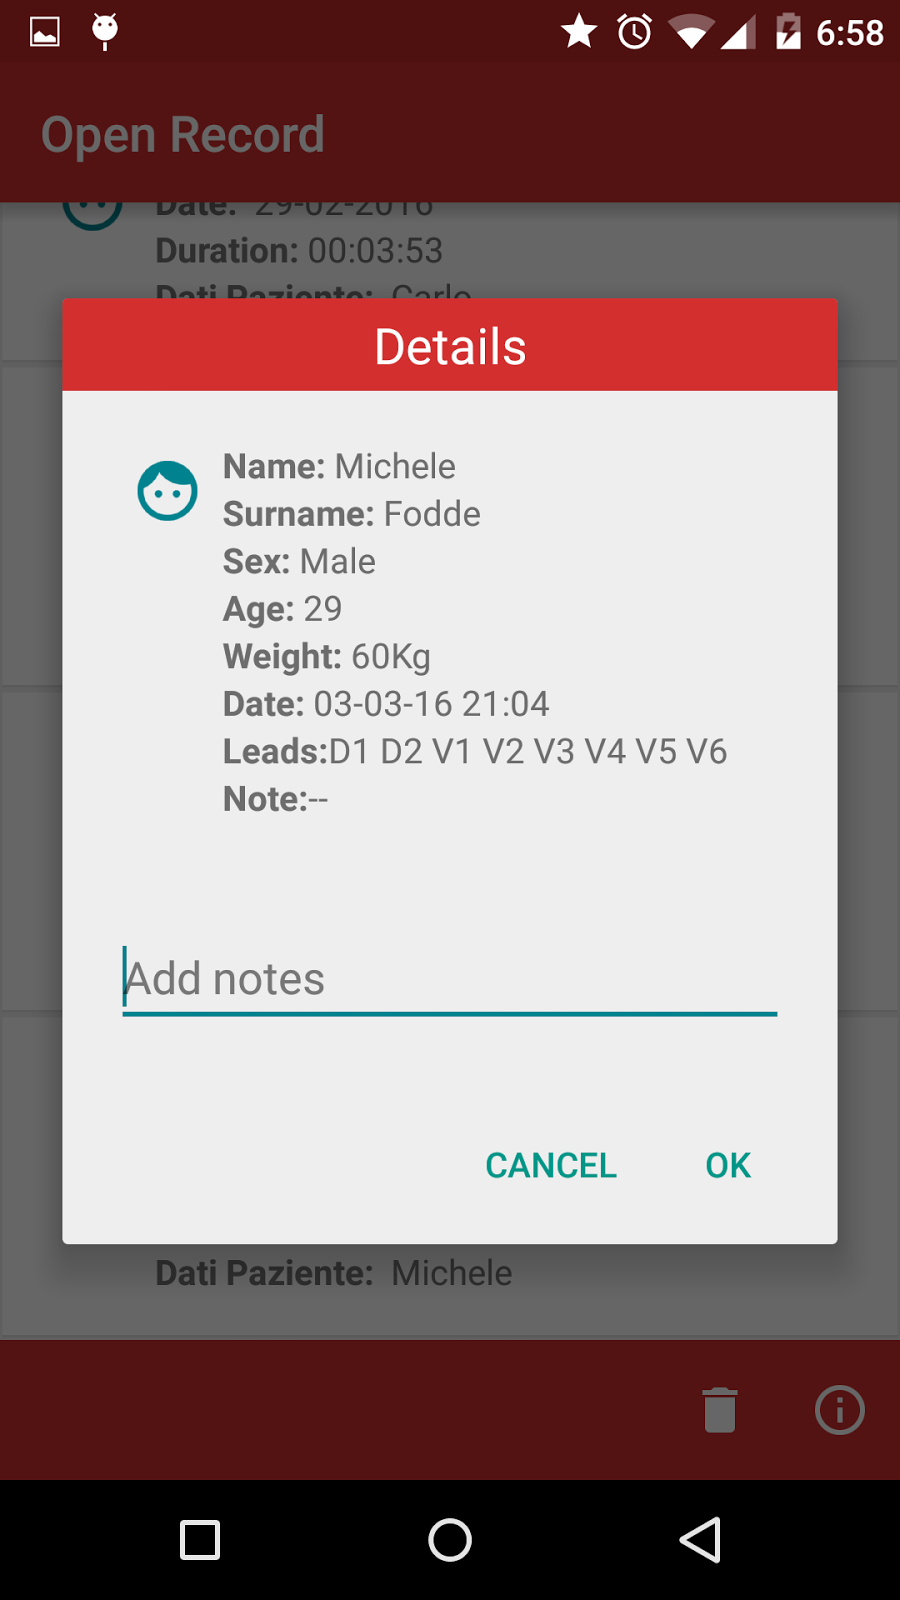 6:58
Open Record
Date: 29-02-2016
Duration: 00:03:53
Dati Paziente: Carlo
Details
Name: Michele
Surname: Fodde
Sex: Male
Age: 29
Weight: 60Kg
Date: 03-03-16 21:04
Leads:D1 D2 V1 V2 V3 V4 V5 V6
Note:--
Add notes
CANCEL OK
Dati Paziente: Michele